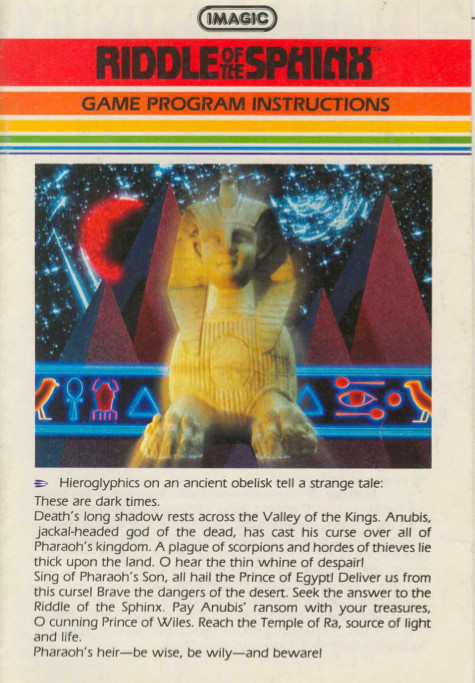 IMAGIC
RIDDLE OF THE SPHINX™
GAME PROGRAM INSTRUCTIONS
Hieroglyphics on an ancient obelisk tell a strange tale:
These are dark times.
Death's long shadow rests across the Valley of the Kings. Anubis,
jackal-headed god of the dead, has cast his curse over all of
Pharaoh's kingdom. A plague of scorpions and hordes of thieves lie
thick upon the land. O hear the thin whine of despair!
Sing of Pharaoh's Son, all hail the Prince of Egypt! Deliver us from
this curse! Brave the dangers of the desert. Seek the answer to the
Riddle of the Sphinx. Pay Anubis' ransom with your treasures,
O cunning Prince of Wiles. Reach the Temple of Ra, source of light
and life.
Pharaoh's heir—be wise, be wily—and beware!